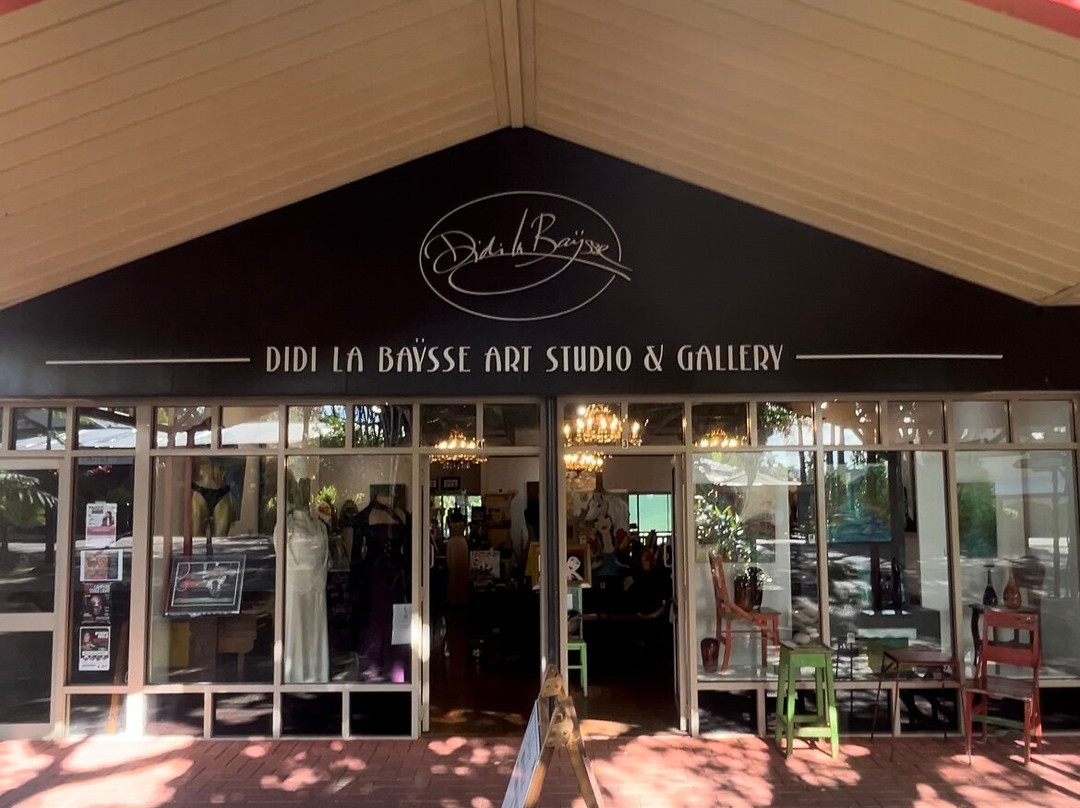 Didi la Baÿsse
DIDI LA BAŸSSE ART STUDIO & GALLERY